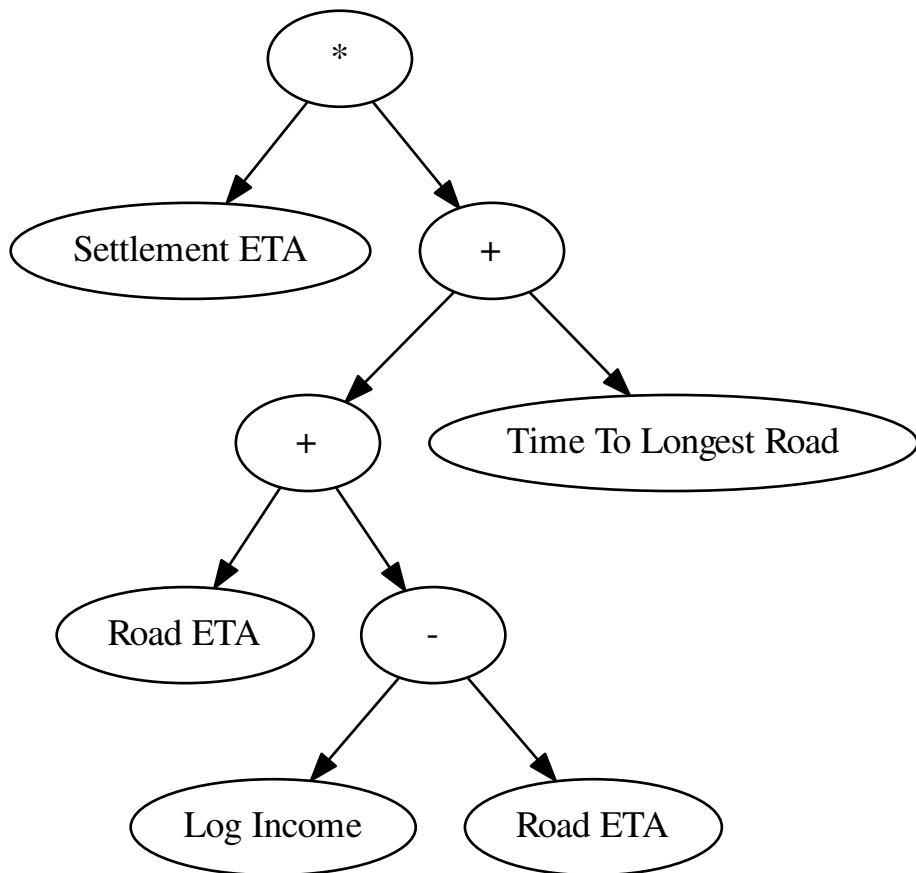 *
Settlement ETA
+
+
Time To Longest Road
Road ETA
-
Log Income
Road ETA